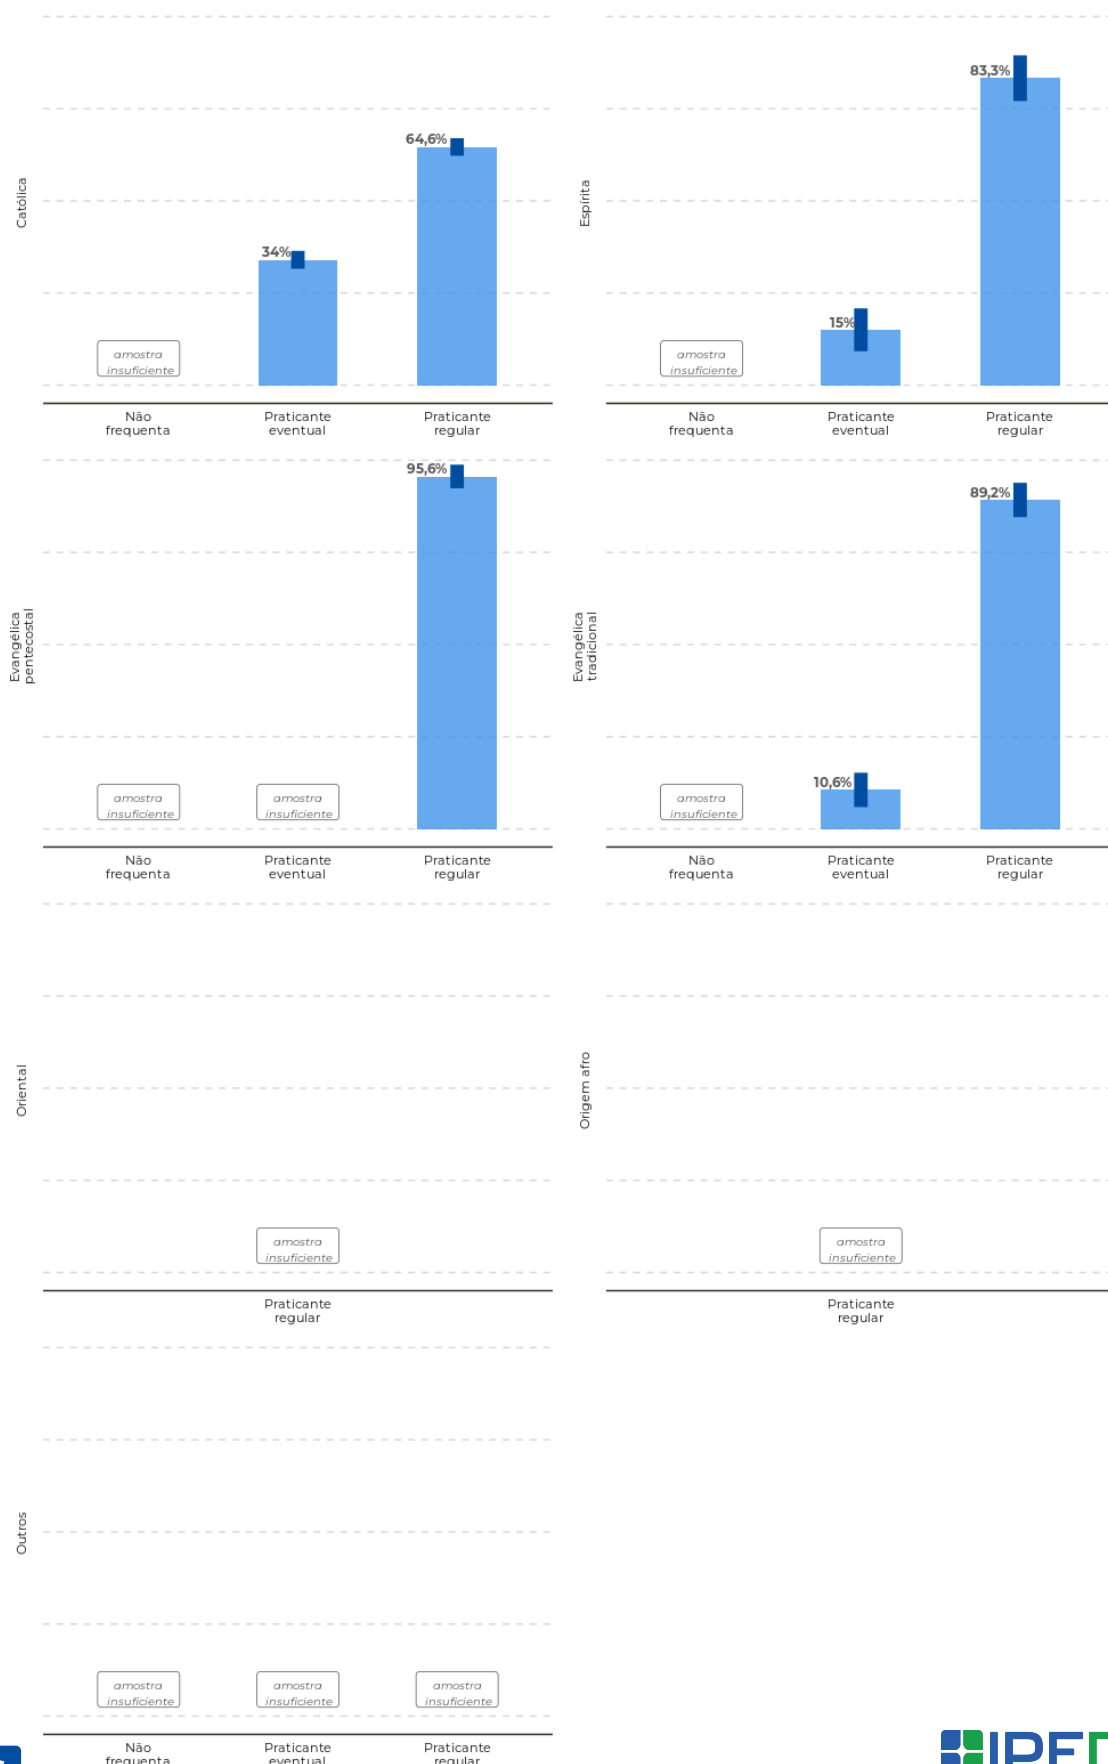 64,6%
34%
Católica
amostra
insuficiente
Não
frequenta
Praticante
eventual
Praticante
regular
83,3%
15%
Espírita
amostra
insuficiente
Não
frequenta
Praticante
eventual
Praticante
regular
95,6%
Evangélica
pentecostal
amostra
insuficiente
amostra
insuficiente
Não
frequenta
Praticante
eventual
Praticante
regular
89,2%
10,6%
Evangélica
tradicional
amostra
insuficiente
Não
frequenta
Praticante
eventual
Praticante
regular
Oriental
amostra
insuficiente
Praticante
regular
Origem afro
amostra
insuficiente
Praticante
regular
Outros
amostra
insuficiente
amostra
insuficiente
amostra
insuficiente
Não
frequenta
Praticante
eventual
Praticante
regular